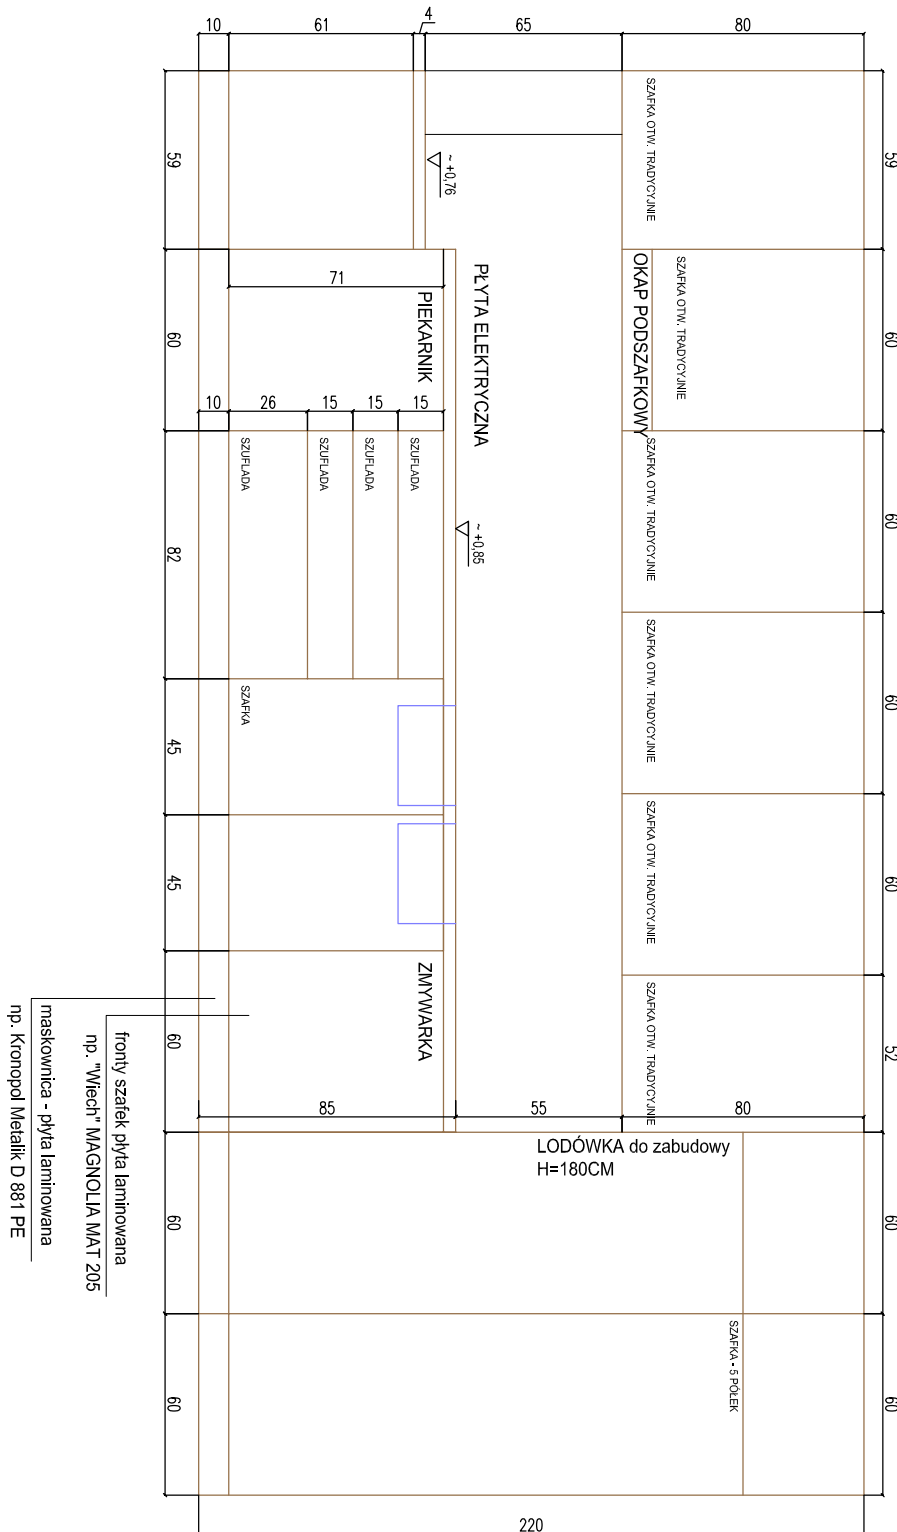 10
61
4
65
80
59
60
82
45
45
60
60
60
59
60
60
60
60
52
60
60
SZAFKA OTW. TRADYCYJNIE
SZAFKA OTW. TRADYCYJNIE
SZAFKA OTW. TRADYCYJNIE
SZAFKA OTW. TRADYCYJNIE
SZAFKA OTW. TRADYCYJNIE
SZAFKA OTW. TRADYCYJNIE
OKAP PODSZAFKOWY
~ +0,76
PŁYTA ELEKTRYCZNA
71
PIEKARNIK
10
26
15
15
15
SZUFLADA
SZUFLADA
SZUFLADA
SZUFLADA
~ +0,85
SZAFKA
ZMYWARKA
85
55
80
LODÓWKA do zabudowy
H=180CM
SZAFKA - 5 PÓŁEK
fronty szafek płyta laminowana
np. "Wiech" MAGNOLIA MAT 205
maskownica - płyta laminowana
np. Kronopol Metalik D 881 PE
220